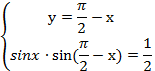 y = π/2 − x
sinx · sin(π/2 − x) = 1/2